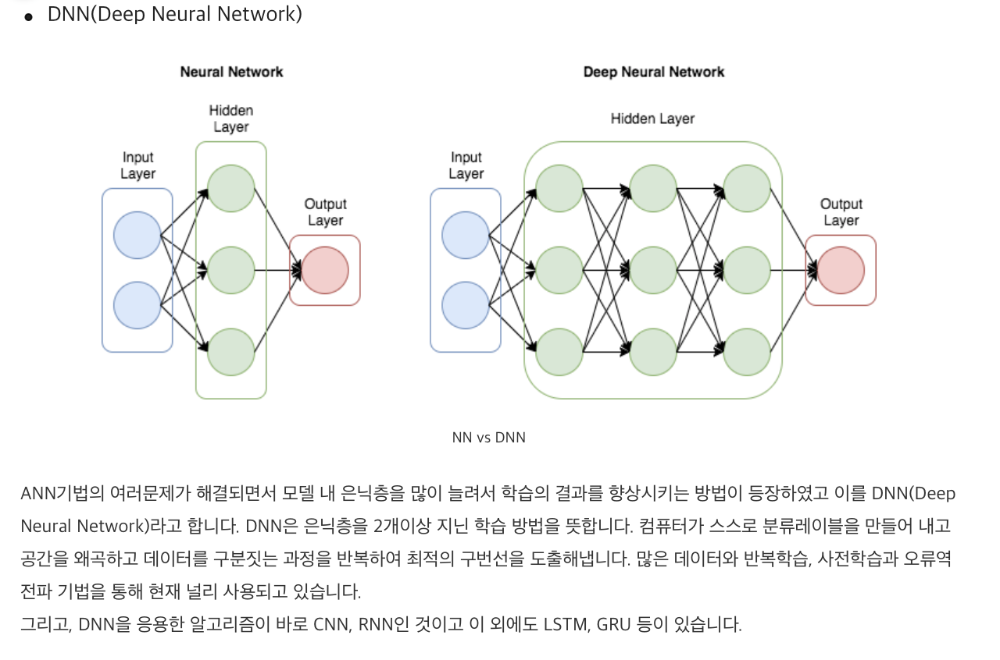 • DNN(Deep Neural Network)
Neural Network
Deep Neural Network
Hidden
Layer
Hidden Layer
Input
Layer
Input
Layer
Output
Layer
Output
Layer
NN vs DNN
ANN기법의 여러문제가 해결되면서 모델 내 은닉층을 많이 늘려서 학습의 결과를 향상시키는 방법이 등장하였고 이를 DNN(Deep
Neural Network)라고 합니다. DNN은 은닉층을 2개이상 지닌 학습 방법을 뜻합니다. 컴퓨터가 스스로 분류레이블을 만들어 내고
공간을 왜곡하고 데이터를 구분짓는 과정을 반복하여 최적의 구번선을 도출해냅니다. 많은 데이터와 반복학습, 사전학습과 오류역
전파 기법을 통해 현재 널리 사용되고 있습니다.
그리고, DNN을 응용한 알고리즘이 바로 CNN, RNN인 것이고 이 외에도 LSTM, GRU 등이 있습니다.